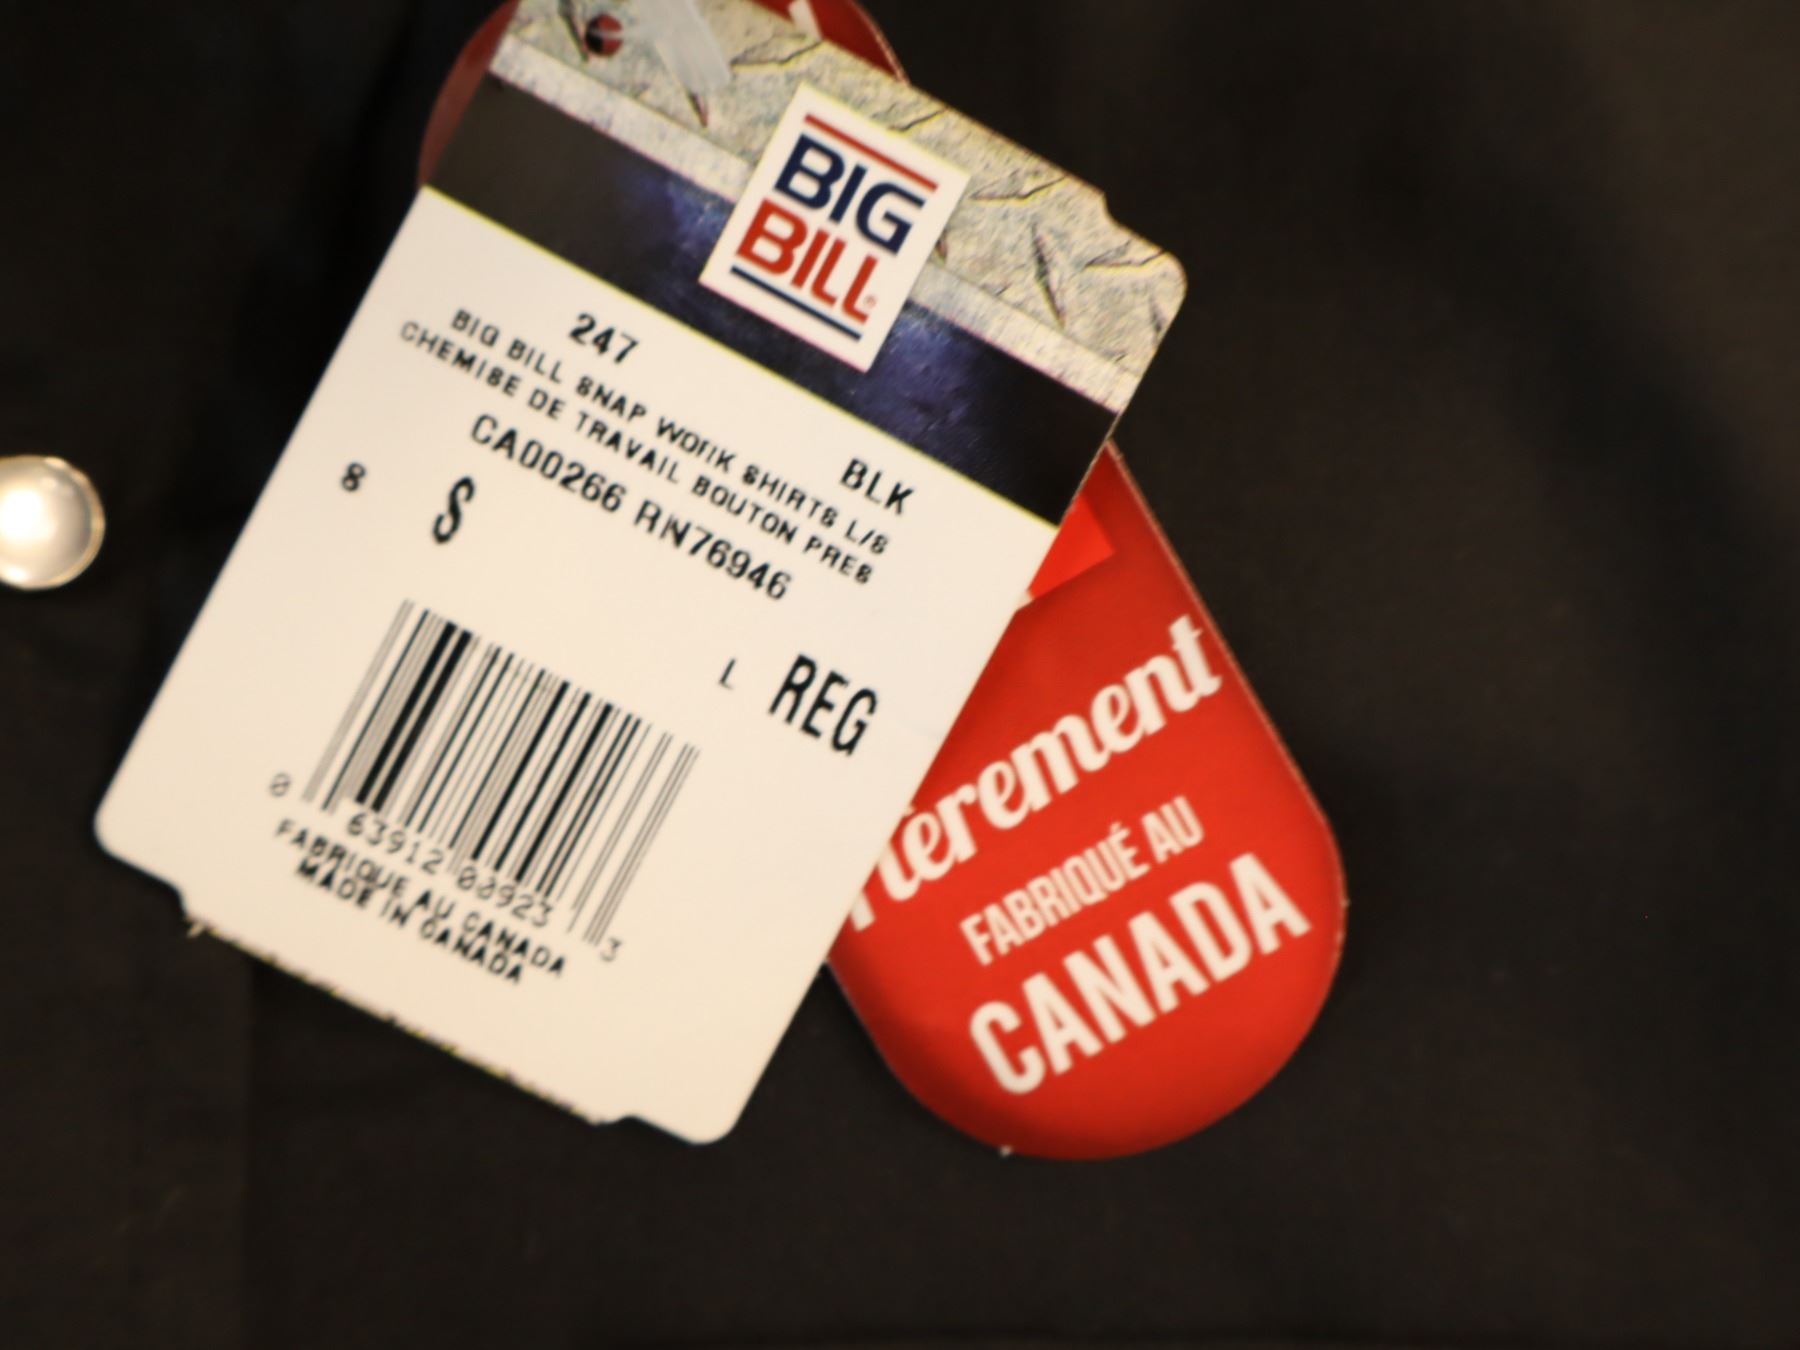 BIG
BILL
247
BLK
BIG BILL SNAP WORK SHIRTS L/S
CHEMISE DE TRAVAIL BOUTON PRES
CA00266 RN76946
8 S
L REG
0 63912 00923 3
FABRIQUE AU CANADA
MADE IN CANADA
FABRIQUÉ AU
CANADA